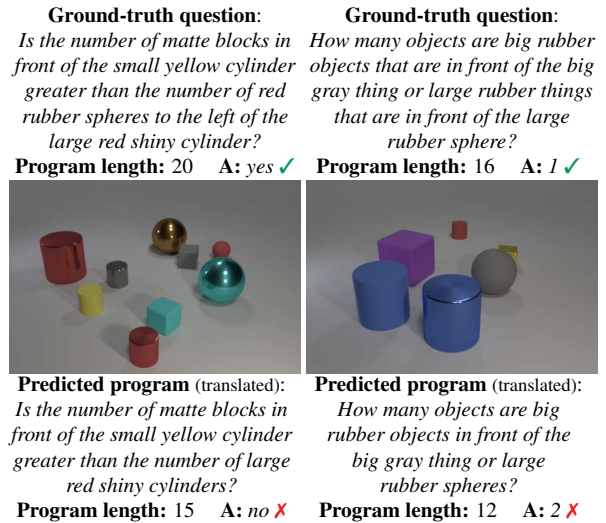 Ground-truth question:
Is the number of matte blocks in
front of the small yellow cylinder
greater than the number of red
rubber spheres to the left of the
large red shiny cylinder?
Program length: 20 A: yes ✓
Predicted program (translated):
Is the number of matte blocks in
front of the small yellow cylinder
greater than the number of large
red shiny cylinders?
Program length: 15 A: no ✗
Ground-truth question:
How many objects are big rubber
objects that are in front of the big
gray thing or large rubber things
that are in front of the large
rubber sphere?
Program length: 16 A: 1 ✓
Predicted program (translated):
How many objects are big
rubber objects in front of the
big gray thing or large
rubber spheres?
Program length: 12 A: 2 ✗